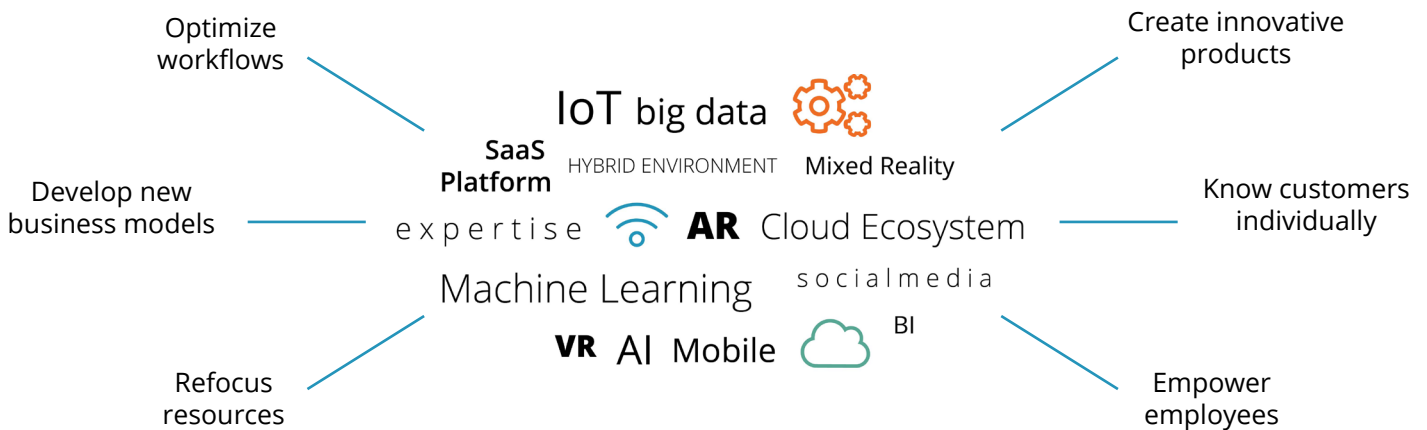 Optimize
workflows
Create innovative
products
IoT big data
SaaS
Platform
HYBRID ENVIRONMENT
Mixed Reality
Develop new
business models
expertise
AR Cloud Ecosystem
Know customers
individually
Machine Learning
socialmedia
VR AI Mobile
BI
Refocus
resources
Empower
employees